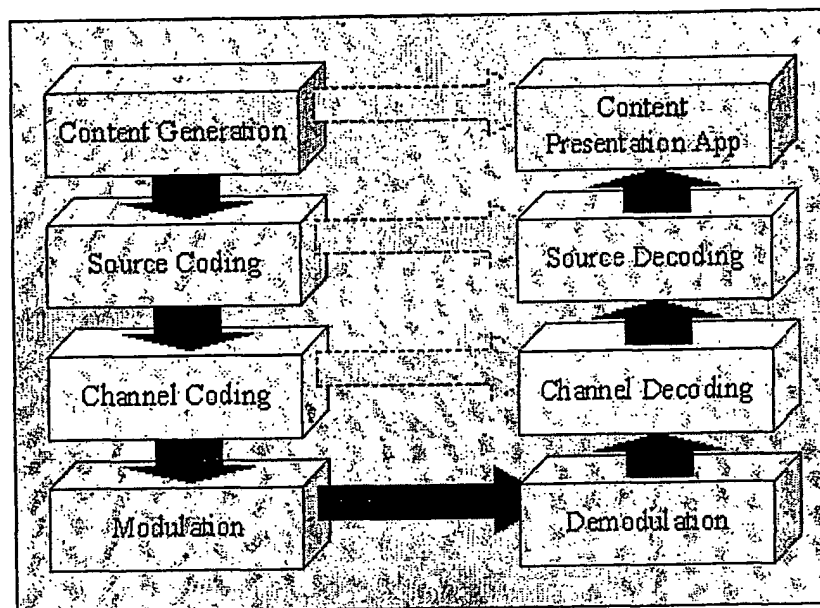 Content Generation
Content
Presentation App
Source Coding
Source Decoding
Channel Coding
Channel Decoding
Modulation
Demodulation